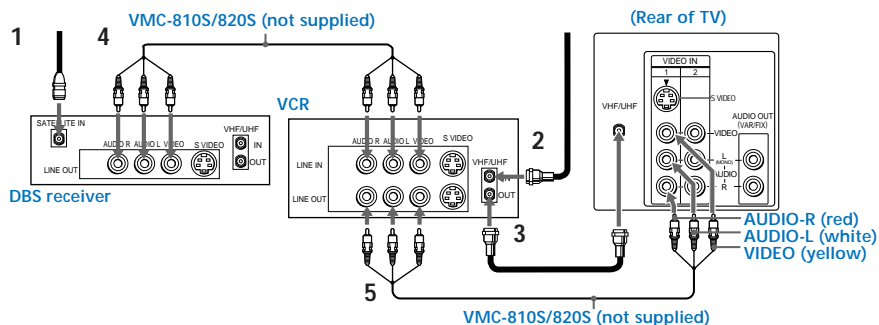 VMC-810S/820S (not supplied)
(Rear of TV)
1
4
VCR
2
3
5
SATELLITE IN
AUDIO R AUDIO L VIDEO S VIDEO
VHF/UHF
IN
OUT
LINE OUT
DBS receiver
AUDIO R AUDIO L VIDEO S VIDEO
LINE IN
VHF/UHF
IN
OUT
LINE OUT
VIDEO IN
1 2
S VIDEO
VHF/UHF
AUDIO OUT
(VAR/FIX)
VIDEO
L
(MONO)
AUDIO
R
AUDIO-R (red)
AUDIO-L (white)
VIDEO (yellow)
VMC-810S/820S (not supplied)